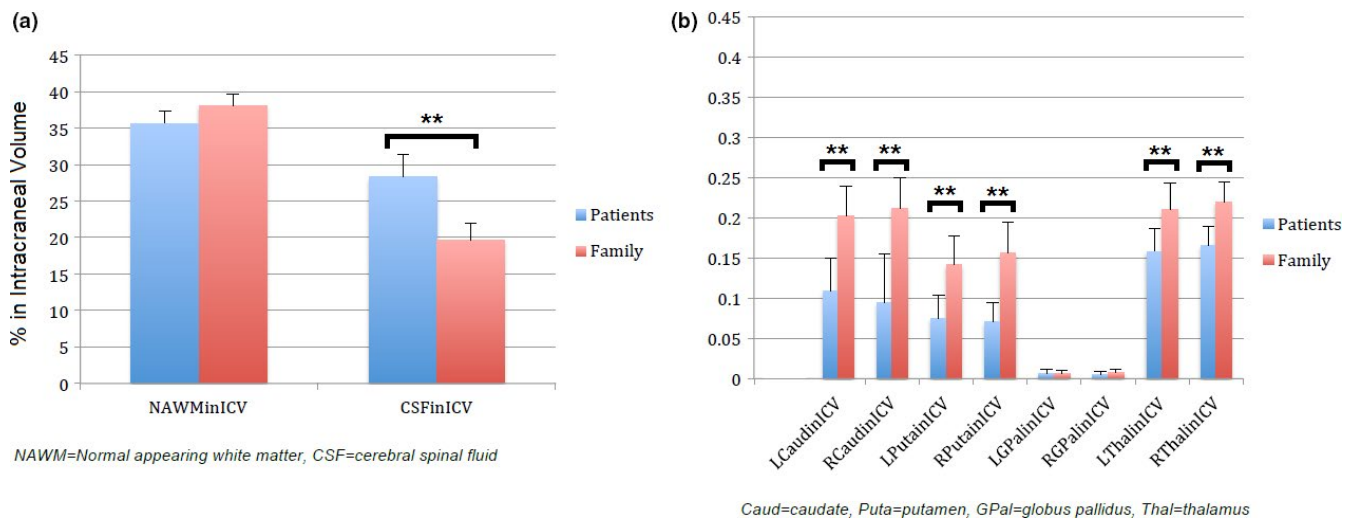 (a)
% in Intracraneal Volume
45
40
35
30
25
20
15
10
5
0
**
NAWMinICV
CSFinICV
Patients
Family
NAWM=Normal appearing white matter, CSF=cerebral spinal fluid
(b)
0.45
0.4
0.35
0.3
0.25
0.2
0.15
0.1
0.05
0
**
**
**
**
**
**
LCaudinICV
RCaudinICV
LPutainICV
RPutainICV
LGPalinICV
RGPalinICV
LThalinICV
RThalinICV
Patients
Family
Caud=caudate, Puta=putamen, GPal=globus pallidus, Thal=thalamus